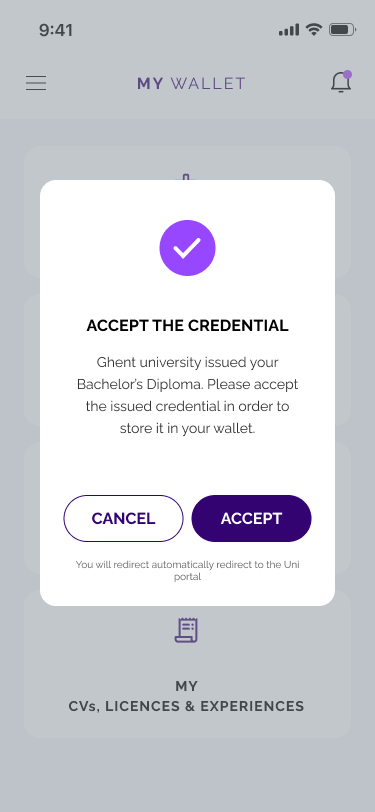 9:41
MY WALLET
ACCEPT THE CREDENTIAL
Ghent university issued your
Bachelor's Diploma. Please accept
the issued credential in order to
store it in your wallet.
CANCEL
ACCEPT
You will redirect automatically redirect to the Uni
portal
MY
CVs, LICENCES & EXPERIENCES